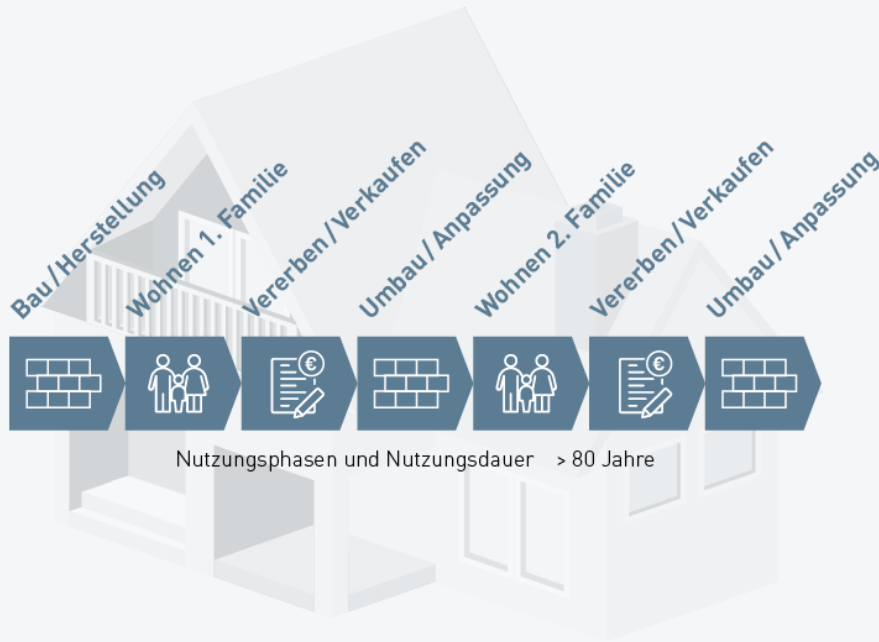 Bau/Herstellung
Wohnen 1. Familie
Vererben/Verkaufen
Umbau/Anpassung
Wohnen 2. Familie
Vererben/Verkaufen
Umbau/Anpassung
€
€
Nutzungsphasen und Nutzungsdauer > 80 Jahre